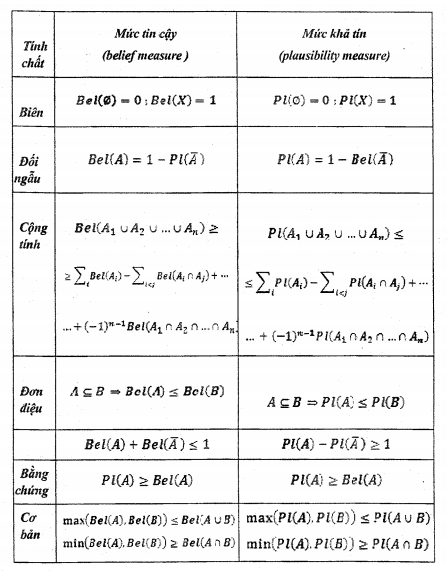 Tính chất
Mức tin cậy
(belief measure )
Mức khả tín
(plausibility measure)
Biên
Bel(∅) = 0 ; Bel(X) = 1
Pl(∅) = 0 ; Pl(X) = 1
Đối ngẫu
Bel(A) = 1 − Pl(Ā)
Pl(A) = 1 − Bel(Ā)
Cộng tính
Bel(A₁ ∪ A₂ ∪ … ∪ Aₙ) ≥
≥ ∑ᵢ Bel(Aᵢ) − ∑ᵢ<ⱼ Bel(Aᵢ ∩ Aⱼ) + ⋯
… + (−1)ⁿ⁻¹Bel(A₁ ∩ A₂ ∩ … ∩ Aₙ
Pl(A₁ ∪ A₂ ∪ … ∪ Aₙ) ≤
≤ ∑ᵢ Pl(Aᵢ) − ∑ᵢ<ⱼ Pl(Aᵢ ∩ Aⱼ) + ⋯
… + (−1)ⁿ⁻¹Pl(A₁ ∩ A₂ ∩ … ∩ Aₙ)
Đơn điệu
A ⊆ B ⇒ Bel(A) ≤ Bel(B)
A ⊆ B ⇒ Pl(A) ≤ Pl(B)
Bel(A) + Bel(Ā) ≤ 1
Pl(A) − Pl(Ā) ≥ 1
Bằng chứng
Pl(A) ≥ Bel(A)
Pl(A) ≥ Bel(A)
Cơ bản
max(Bel(A), Bel(B)) ≤ Bel(A ∪ B)
min(Bel(A), Bel(B)) ≥ Bel(A ∩ B)
max(Pl(A), Pl(B)) ≤ Pl(A ∪ B)
min(Pl(A), Pl(B)) ≥ Pl(A ∩ B)